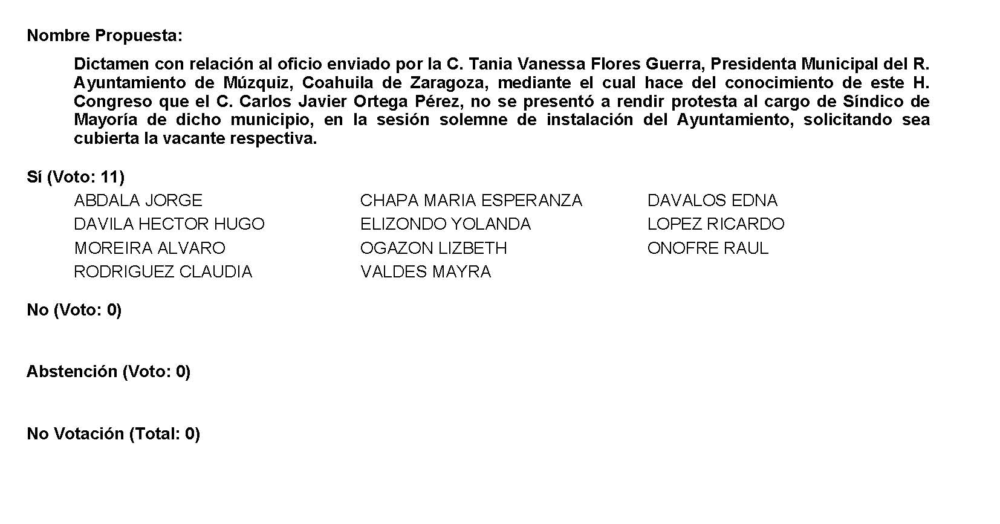 Nombre Propuesta:
Dictamen con relación al oficio enviado por la C. Tania Vanessa Flores Guerra, Presidenta Municipal del R.
Ayuntamiento de Múzquiz, Coahuila de Zaragoza, mediante el cual hace del conocimiento de este H.
Congreso que el C. Carlos Javier Ortega Pérez, no se presentó a rendir protesta al cargo de Síndico de
Mayoría de dicho municipio, en la sesión solemne de instalación del Ayuntamiento, solicitando sea
cubierta la vacante respectiva.
Sí (Voto: 11)
ABDALA JORGE CHAPA MARIA ESPERANZA DAVALOS EDNA
DAVILA HECTOR HUGO ELIZONDO YOLANDA LOPEZ RICARDO
MOREIRA ALVARO OGAZON LIZBETH ONOFRE RAUL
RODRIGUEZ CLAUDIA VALDES MAYRA
No (Voto: 0)
Abstención (Voto: 0)
No Votación (Total: 0)